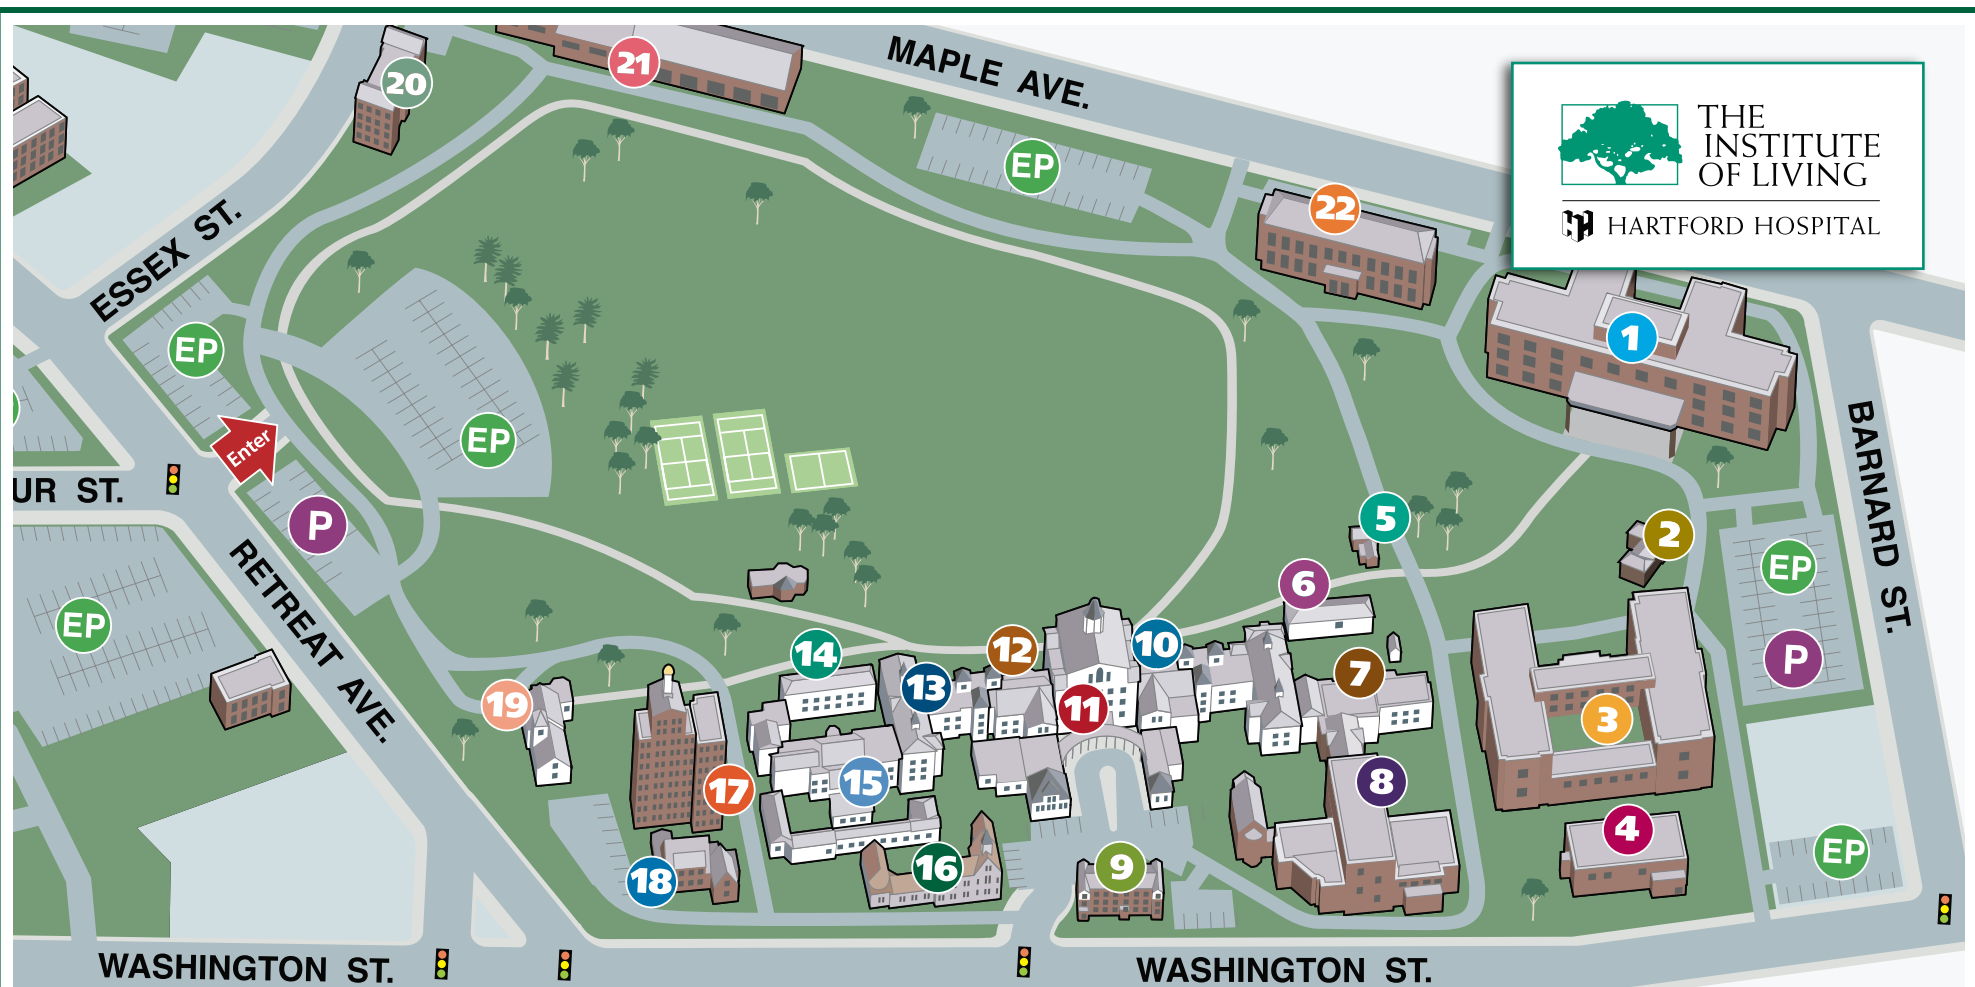 MAPLE AVE.
THE
INSTITUTE
OF LIVING
HARTFORD HOSPITAL
20
21
EP
22
ESSEX ST.
EP
1
Enter
EP
BARNARD ST.
UR ST.
P
5
2
EP
6
RETREAT AVE.
EP
14
12
10
P
19
13
11
7
3
17
15
8
4
18
16
9
EP
WASHINGTON ST.
WASHINGTON ST.